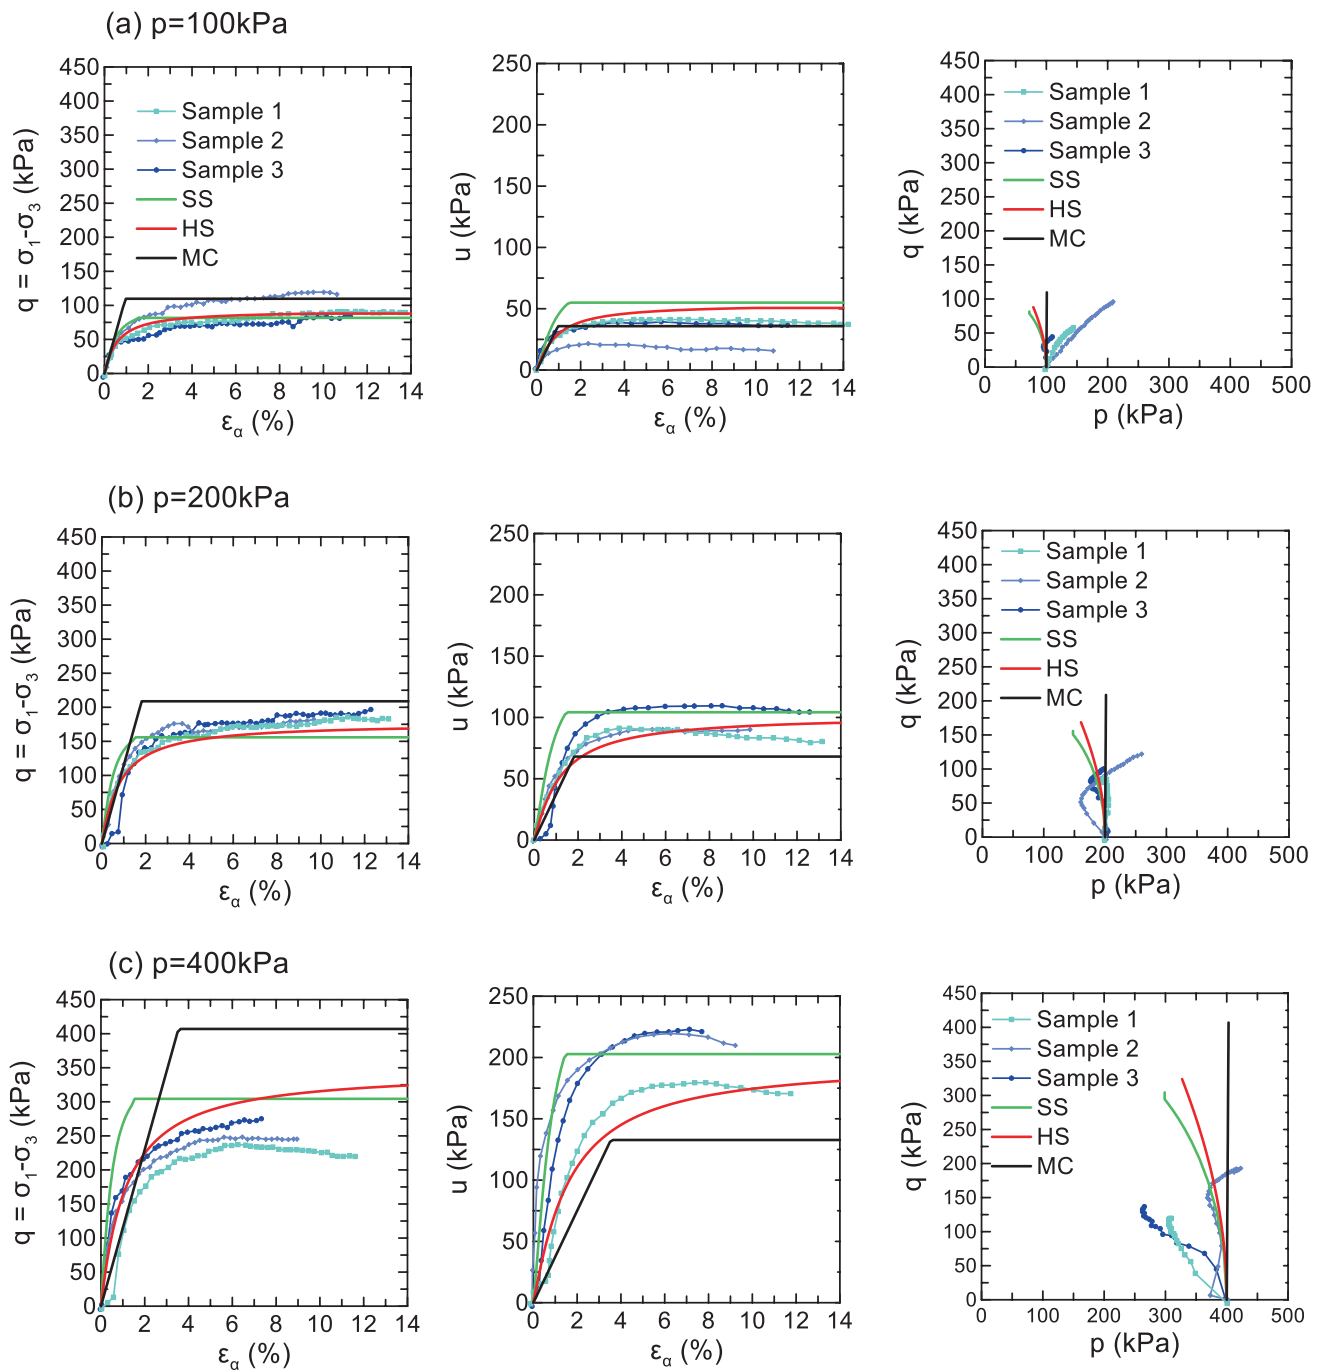 (a) p=100kPa
q = σ1-σ3 (kPa)
450
400
350
300
250
200
150
100
50
0
Sample 1
Sample 2
Sample 3
SS
HS
MC
0 2 4 6 8 10 12 14
εα (%)
u (kPa)
250
200
150
100
50
0
0 2 4 6 8 10 12 14
εα (%)
q (kPa)
450
400
350
300
250
200
150
100
50
0
Sample 1
Sample 2
Sample 3
SS
HS
MC
0 100 200 300 400 500
p (kPa)
(b) p=200kPa
q = σ1-σ3 (kPa)
450
400
350
300
250
200
150
100
50
0
0 2 4 6 8 10 12 14
εα (%)
u (kPa)
250
200
150
100
50
0
0 2 4 6 8 10 12 14
εα (%)
q (kPa)
450
400
350
300
250
200
150
100
50
0
Sample 1
Sample 2
Sample 3
SS
HS
MC
0 100 200 300 400 500
p (kPa)
(c) p=400kPa
q = σ1-σ3 (kPa)
450
400
350
300
250
200
150
100
50
0
0 2 4 6 8 10 12 14
εα (%)
u (kPa)
250
200
150
100
50
0
0 2 4 6 8 10 12 14
εα (%)
q (kPa)
450
400
350
300
250
200
150
100
50
0
Sample 1
Sample 2
Sample 3
SS
HS
MC
0 100 200 300 400 500
p (kPa)